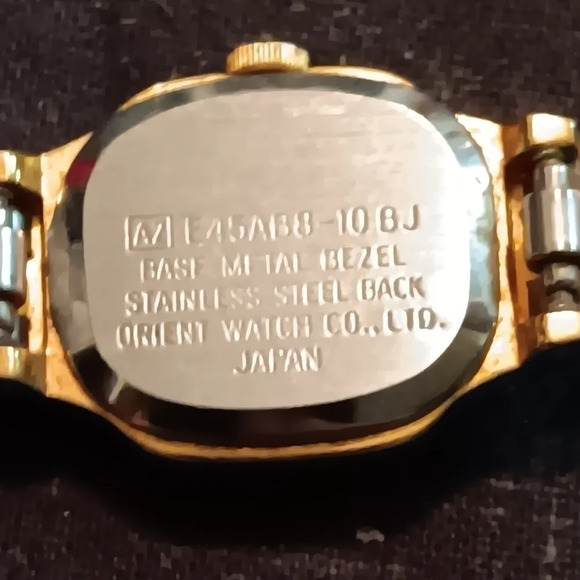 AZ E45AB8-10 BJ
BASE METAL BEZEL
STAINLESS STEEL BACK
ORIENT WATCH CO., LTD.
JAPAN